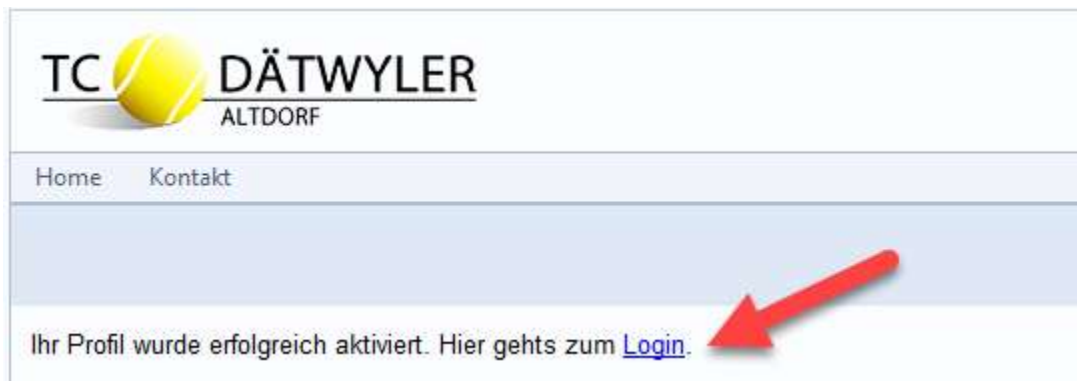 TC DÄTWYLER
ALTDORF
Home Kontakt
Ihr Profil wurde erfolgreich aktiviert. Hier gehts zum Login.